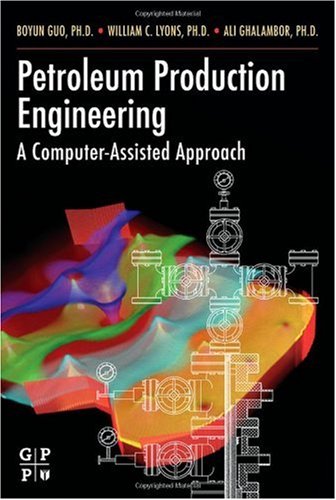 BOYUN GUO, PH.D. • WILLIAM C. LYONS, PH.D. • ALI GHALAMBOR, PH.D.
Petroleum Production
Engineering
A Computer-Assisted Approach
G P
P